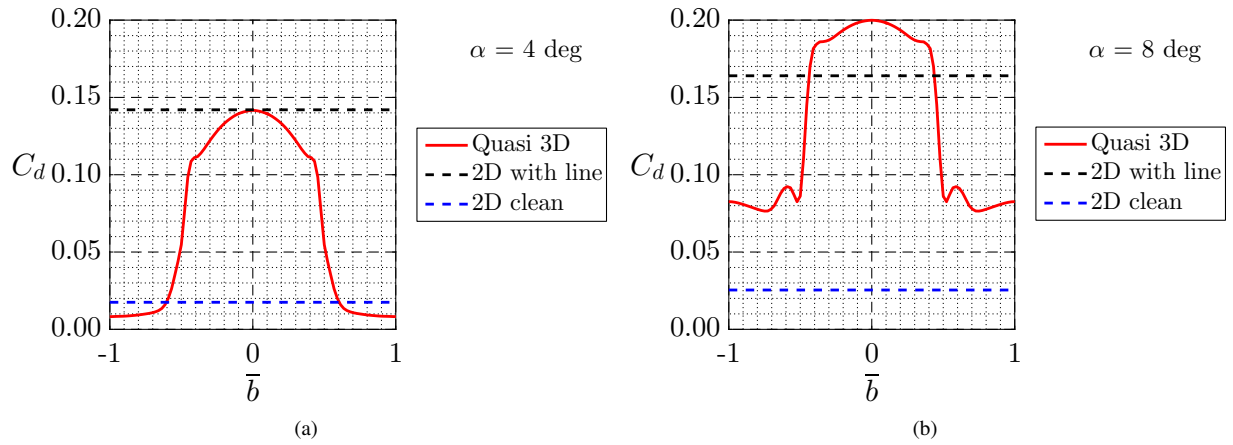 0.20
0.15
C_d 0.10
0.05
0.00
-1 0 1
b̅
α = 4 deg
Quasi 3D
2D with line
2D clean
(a)
0.20
0.15
C_d 0.10
0.05
0.00
-1 0 1
b̅
α = 8 deg
Quasi 3D
2D with line
2D clean
(b)